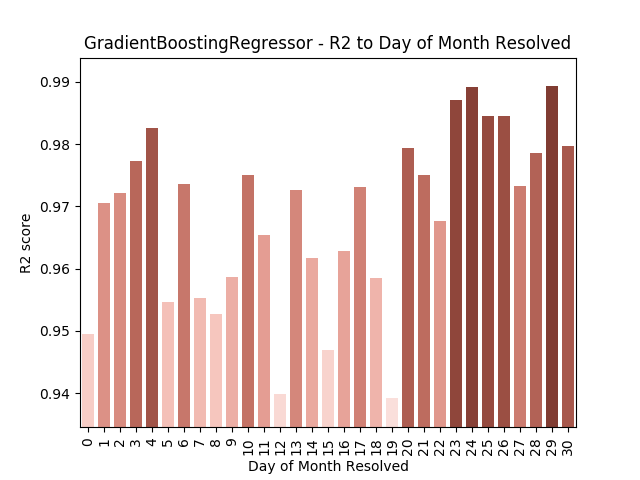 GradientBoostingRegressor - R2 to Day of Month Resolved
0.99
0.98
0.97
0.96
0.95
0.94
R2 score
0 1 2 3 4 5 6 7 8 9 10 11 12 13 14 15 16 17 18 19 20 21 22 23 24 25 26 27 28 29 30
Day of Month Resolved